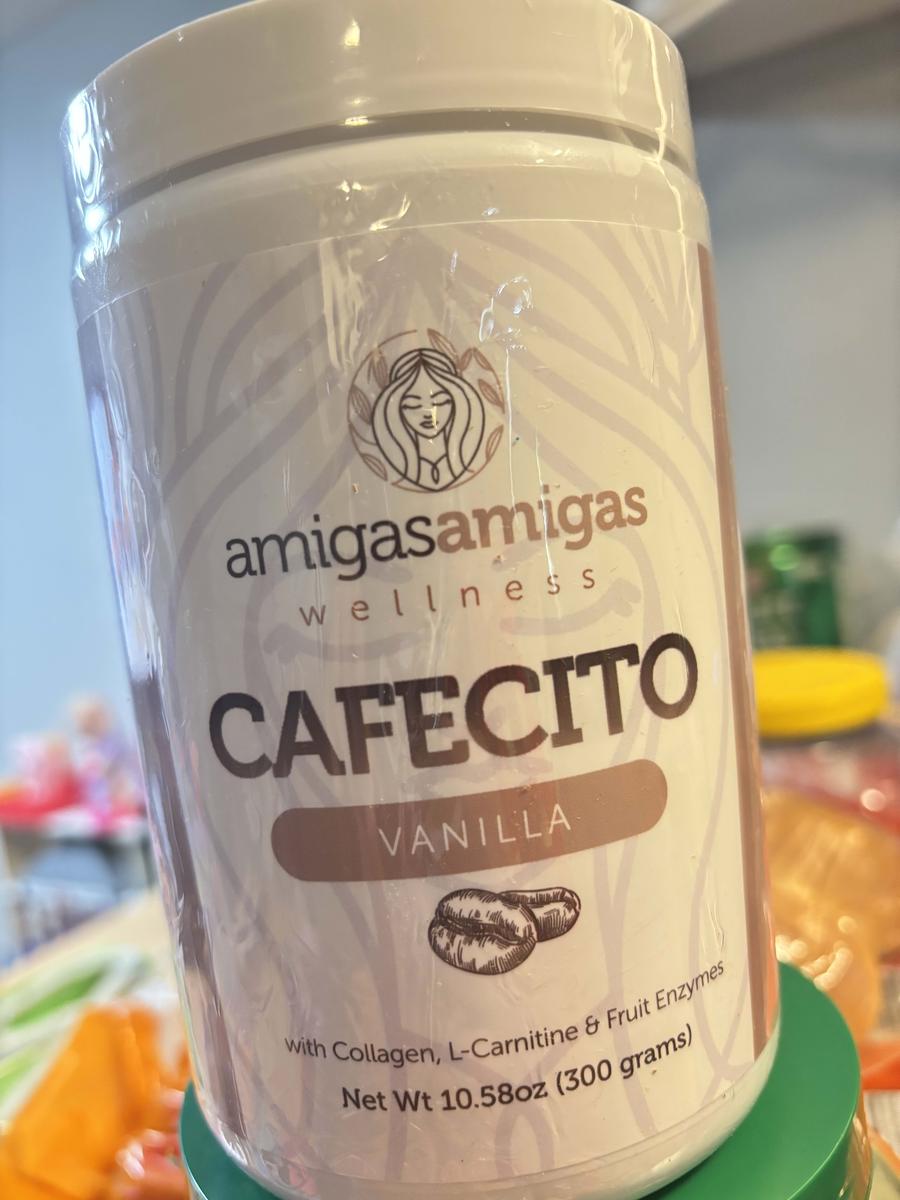 amigasamigas
wellness
CAFECITO
VANILLA
with Collagen, L-Carnitine & Fruit Enzymes
Net Wt 10.58oz (300 grams)